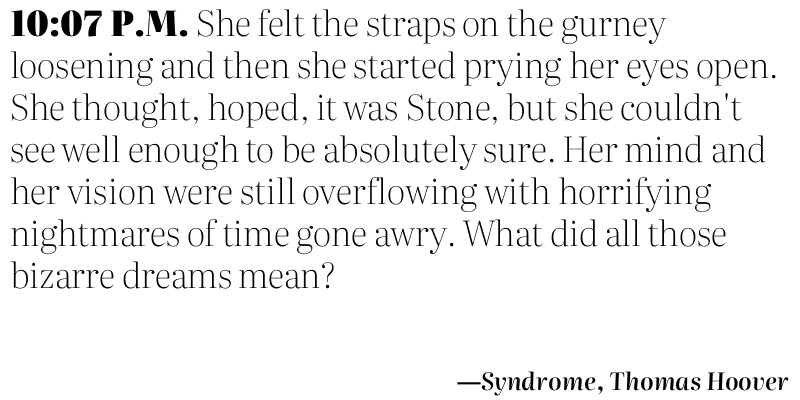 10:07 P.M. She felt the straps on the gurney
loosening and then she started prying her eyes open.
She thought, hoped, it was Stone, but she couldn't
see well enough to be absolutely sure. Her mind and
her vision were still overflowing with horrifying
nightmares of time gone awry. What did all those
bizarre dreams mean?
—Syndrome, Thomas Hoover